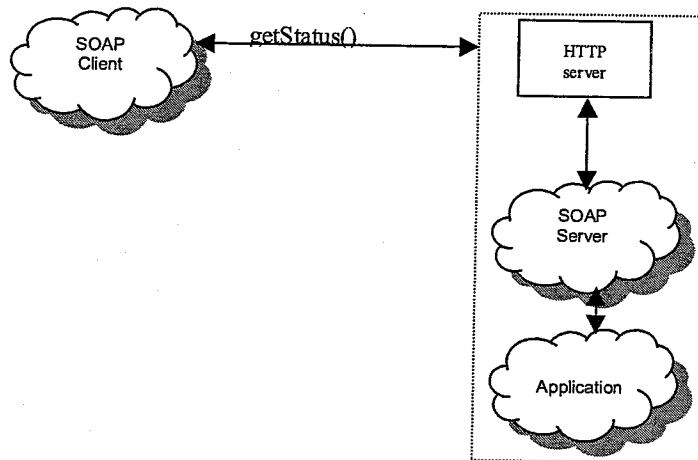 SOAP
Client
getStatus()
HTTP
server
SOAP
Server
Application